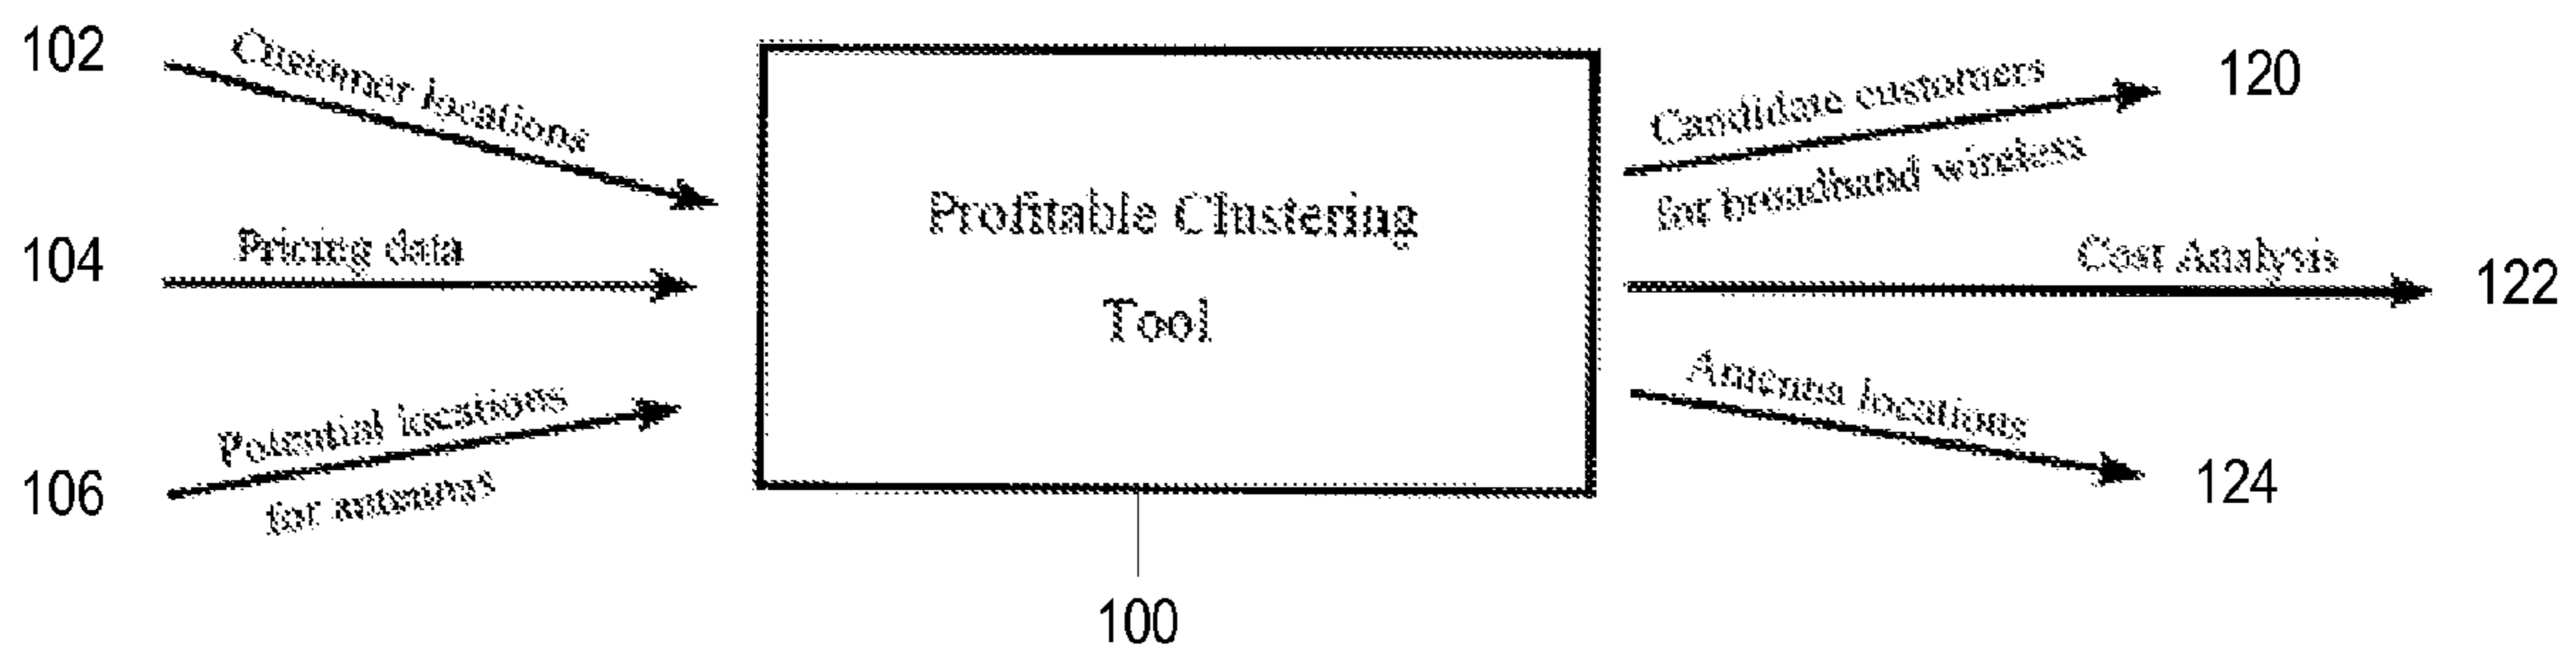 102
Customer locations
104
Pricing data
106
Potential locations
for antennas
Profitable Clustering
Tool
100
Candidate customers
for broadband wireless
120
Cost Analysis
122
Antenna locations
124